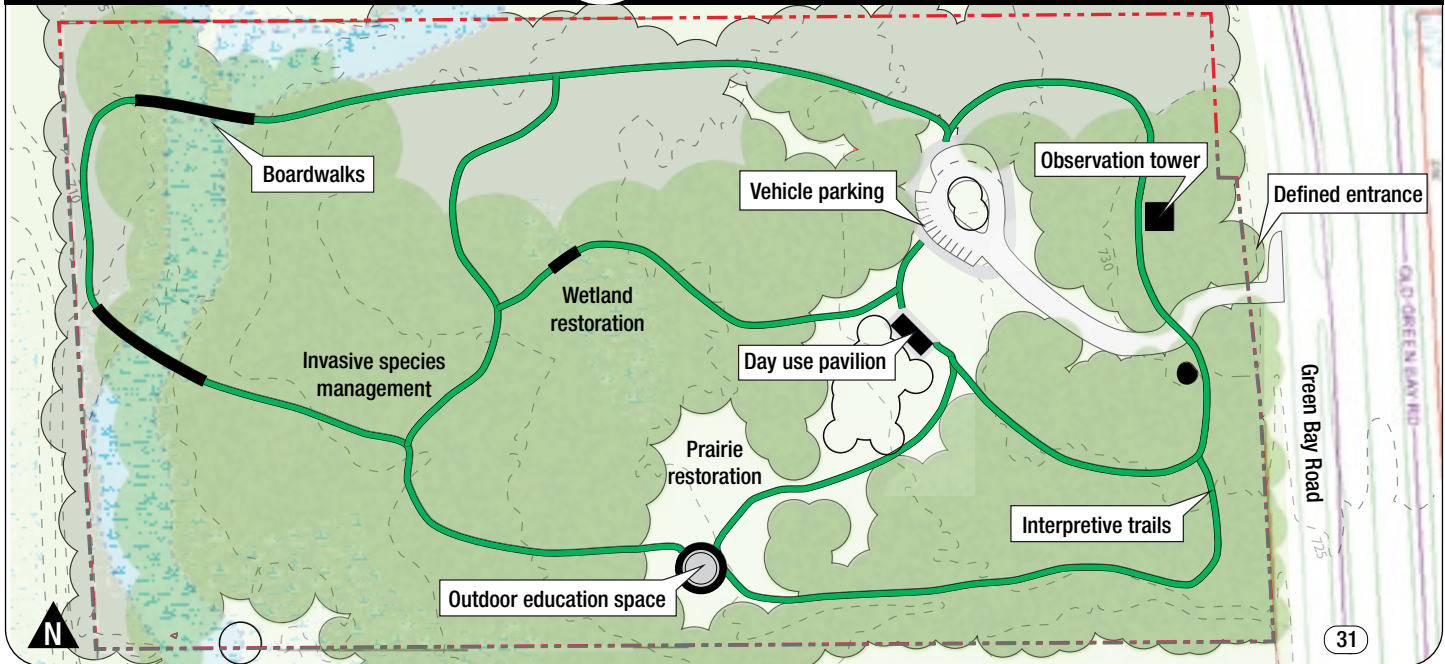 Boardwalks
Vehicle parking
Observation tower
Defined entrance
710
730
Wetland
restoration
Invasive species
management
Day use pavilion
Green Bay Road
OLD GREEN BAY RD
Prairie
restoration
Interpretive trails
725
Outdoor education space
N
31